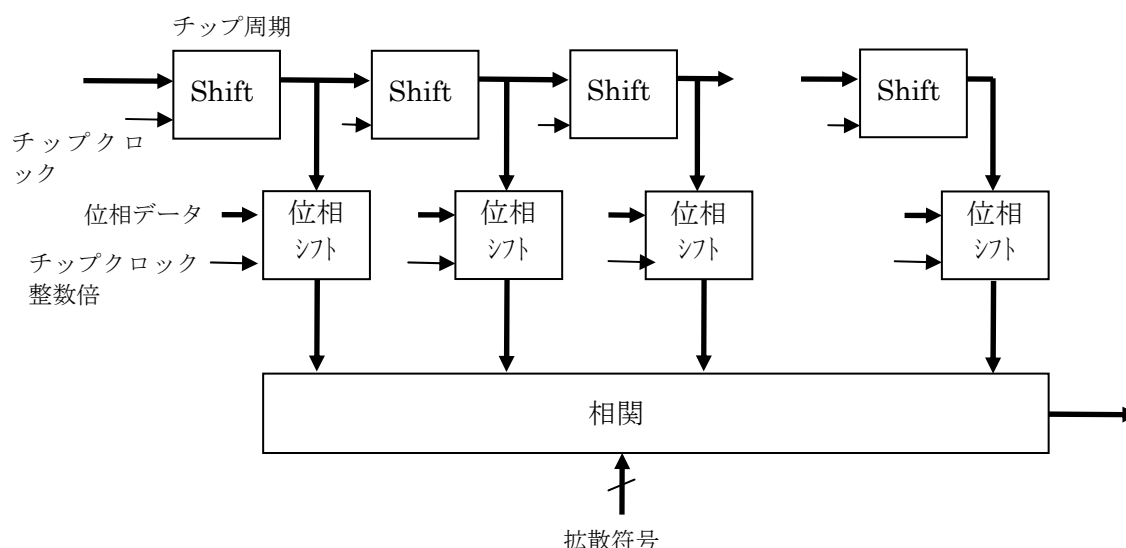 チップ周期
Shift
Shift
Shift
Shift
チップクロ
ック
位相データ
チップクロック
整数倍
位相
シフト
位相
シフト
位相
シフト
位相
シフト
相関
拡散符号